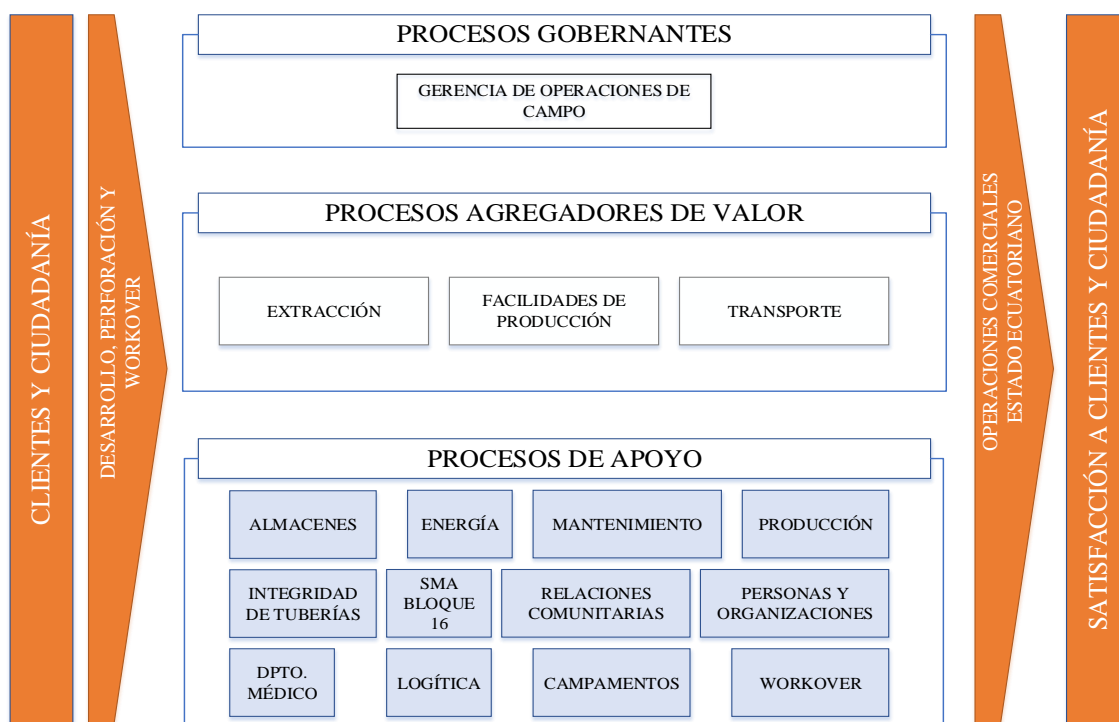 CLIENTES Y CIUDADANÍA
DESARROLLO, PERFORACIÓN Y
WORKOVER
PROCESOS GOBERNANTES
GERENCIA DE OPERACIONES DE
CAMPO
PROCESOS AGREGADORES DE VALOR
EXTRACCIÓN
FACILIDADES DE
PRODUCCIÓN
TRANSPORTE
PROCESOS DE APOYO
ALMACENES
ENERGÍA
MANTENIMIENTO
PRODUCCIÓN
INTEGRIDAD
DE TUBERÍAS
SMA
BLOQUE
16
RELACIONES
COMUNITARIAS
PERSONAS Y
ORGANIZACIONES
DPTO.
MÉDICO
LOGÍTICA
CAMPAMENTOS
WORKOVER
OPERACIONES COMERCIALES
ESTADO ECUATORIANO
SATISFACCIÓN A CLIENTES Y CIUDADANÍA